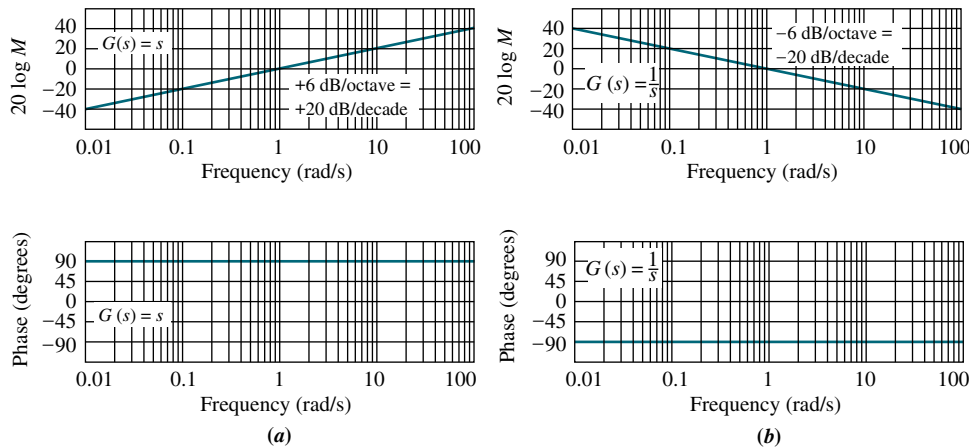 20 log M
40
20
0
−20
−40
G(s) = s
+6 dB/octave =
+20 dB/decade
0.01
0.1
1
10
100
Frequency (rad/s)
20 log M
40
20
0
−20
−40
G (s) = 1/s
−6 dB/octave =
−20 dB/decade
0.01
0.1
1
10
100
Frequency (rad/s)
Phase (degrees)
90
45
0
−45
−90
G (s) = s
0.01
0.1
1
10
100
Frequency (rad/s)
(a)
Phase (degrees)
90
45
0
−45
−90
G (s) = 1/s
0.01
0.1
1
10
100
Frequency (rad/s)
(b)